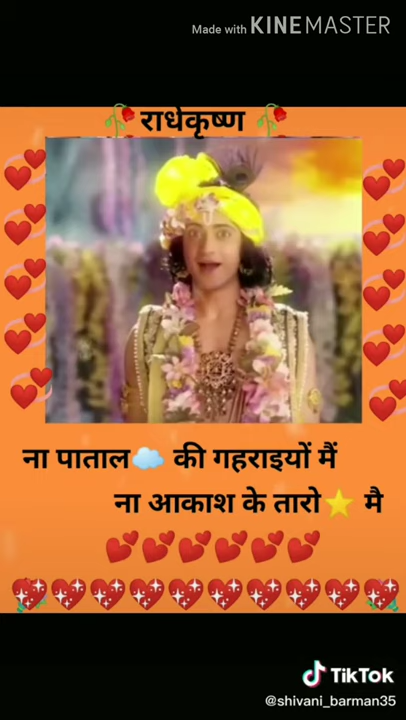 Made with KINEMASTER
राधेकृष्ण
ना पाताल की गहराइयों मैं
ना आकाश के तारो मै
TikTok
@shivani_barman35